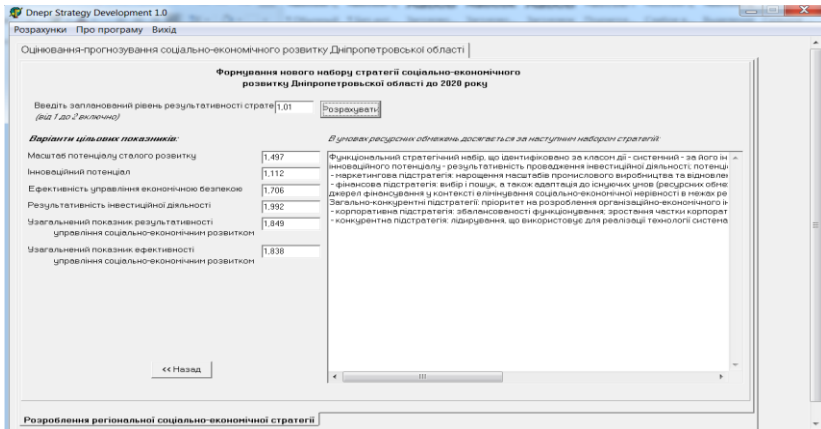 Dnepr Strategy Development 1.0
Розрахунки Про програму Вихід
Оцінювання-прогнозування соціально-економічного розвитку Дніпропетровської області
Формування нового набору стратегії соціально-економічного
розвитку Дніпропетровьскої області до 2020 року
Введіть запланований рівень результативності страте 1,01 Розрахувати
(від 1 до 2 включно)
Варіанти цільових показників: В умовах ресурсних обмежень досягається за наступним набором стратегій:
Масштаб потенціалу сталого розвитку 1,497
Інноваційний потенціал 1,112
Ефективність управління економічною безпекою 1,706
Результативність інвестиційної діяльності 1,992
Узагальнений показник результативності
управління соціально-економічним розвитком 1,849
Узагальнений показник ефективності
управління соціально-економічним розвитком 1,838
Функціональний стратегічний набір, що ідентифіковано за класом дії - системний - за його ін
інноваційного потенціалу - результативність провадження інвестиційної діяльності: потенці
- маркетингова підстратегія: нарощення масштабів промислового виробництва та відновлен
- фінансова підстратегія: вибір і пошук, а також адаптація до існуючих умов (ресурсних обме
джерел фінансування у контексті елімінування соціально-економічної нерівності в межах ре
Загально-конкурентні підстратегії: пріоритет на розроблення організаційно-економічного ін
- корпоративна підстратегія: збалансованості функціонування; зростання частки корпорат
- конкурентна підстратегія: лідирування, що використовує для реалізації технології система
<< Назад
Розроблення регіональної соціально-економічної стратегії